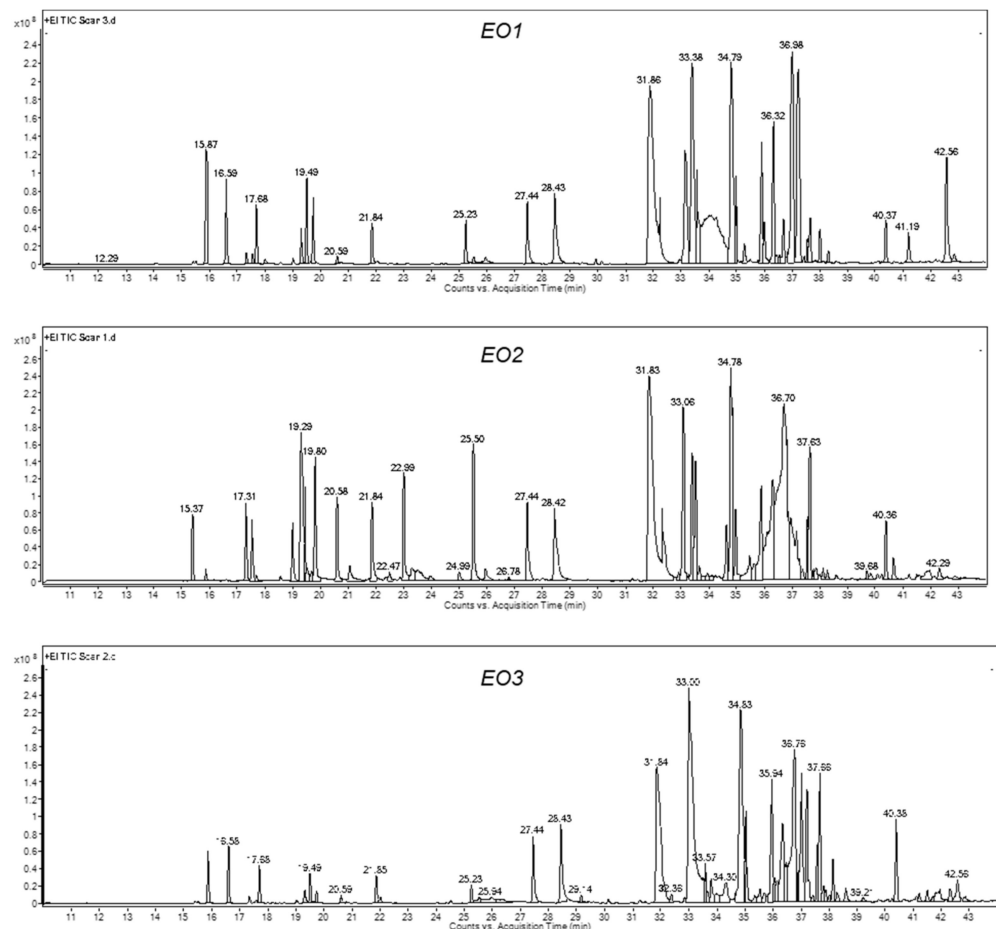 +EI TIC Scan 3.d
EO1
x10 8
2.4
2.2
2
1.8
1.6
1.4
1.2
1
0.8
0.6
0.4
0.2
0
12.29 15.87 16.59 17.68 19.49 20.59 21.84 25.23 27.44 28.43 31.86 33.38 34.79 36.32 36.98 40.37 41.19 42.56
11 12 13 14 15 16 17 18 19 20 21 22 23 24 25 26 27 28 29 30 31 32 33 34 35 36 37 38 39 40 41 42 43
Counts vs. Acquisition Time (min)
+EI TIC Scan 1.d
EO2
x10 8
2.6
2.4
2.2
2
1.8
1.6
1.4
1.2
1
0.8
0.6
0.4
0.2
0
15.37 17.31 19.29 19.80 20.58 21.84 22.47 22.99 24.99 25.50 26.78 27.44 28.42 31.83 33.06 34.78 36.70 37.63 39.68 40.36 42.29
11 12 13 14 15 16 17 18 19 20 21 22 23 24 25 26 27 28 29 30 31 32 33 34 35 36 37 38 39 40 41 42 43
Counts vs. Acquisition Time (min)
+EI TIC Scan 2.c
EO3
x10 8
2.6
2.4
2.2
2
1.8
1.6
1.4
1.2
1
0.8
0.6
0.4
0.2
0
16.58 17.68 19.49 20.59 21.85 25.23 25.94 27.44 28.43 29.14 31.84 32.36 33.00 33.57 34.30 34.83 35.94 36.76 37.66 39.21 40.38 42.56
11 12 13 14 15 16 17 18 19 20 21 22 23 24 25 26 27 28 29 30 31 32 33 34 35 36 37 38 39 40 41 42 43
Counts vs. Acquisition Time (min)